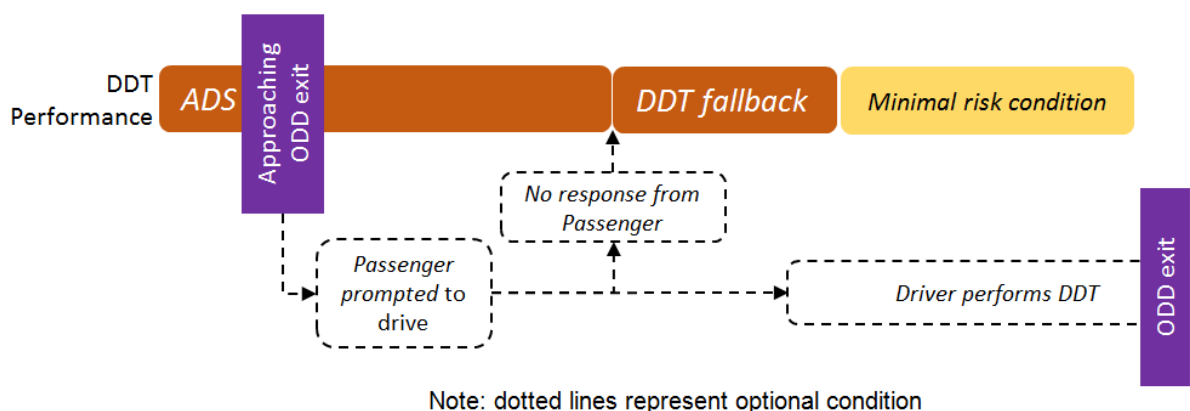 DDT
Performance
ADS
Approaching
ODD exit
DDT fallback
Minimal risk condition
No response from
Passenger
Passenger
prompted to
drive
Driver performs DDT
ODD exit
Note: dotted lines represent optional condition